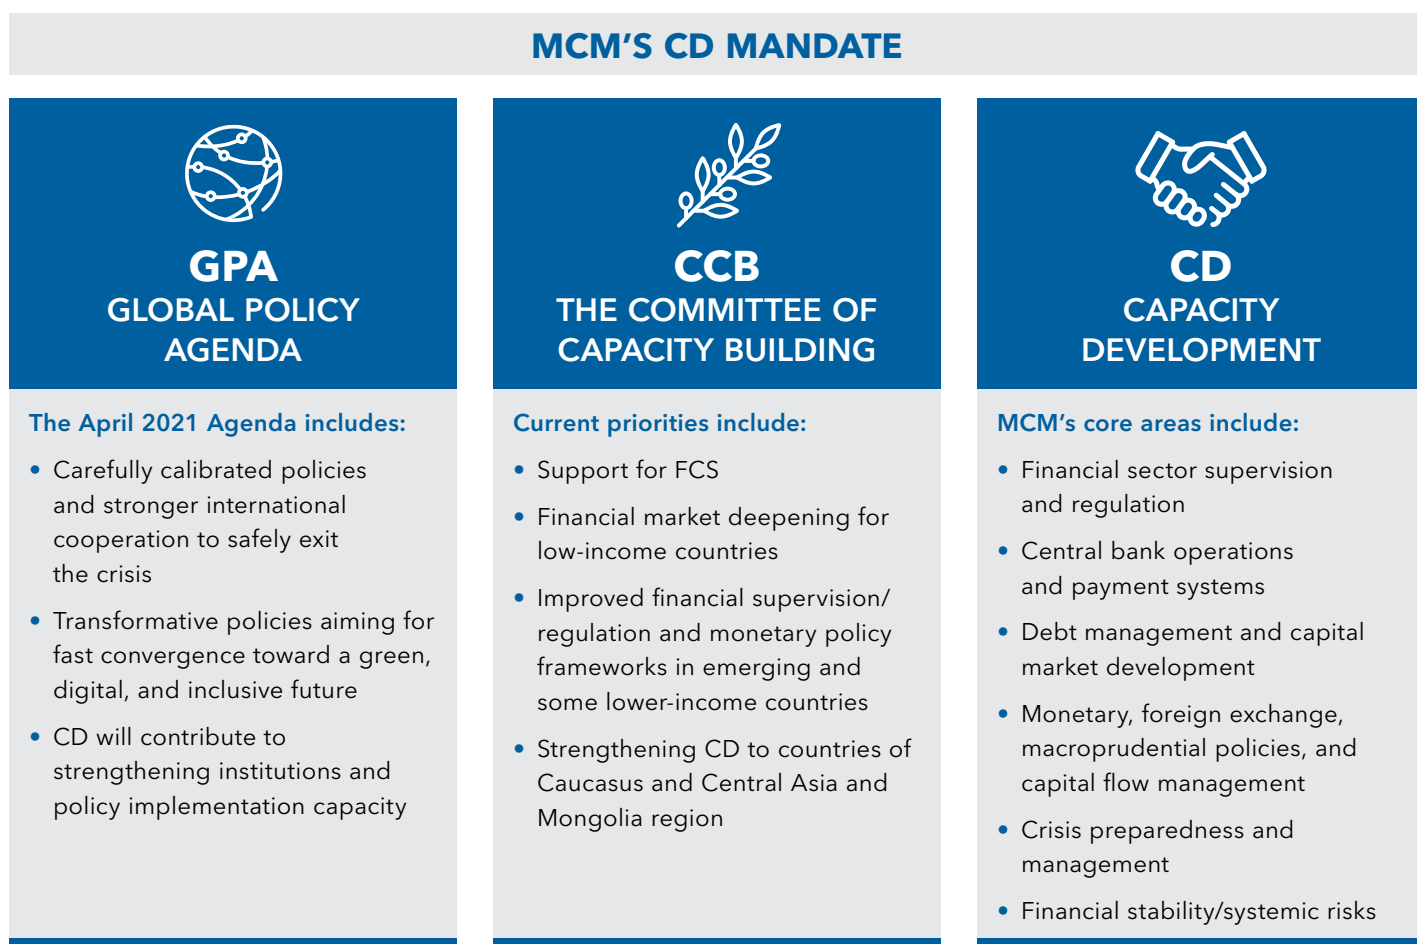 MCM'S CD MANDATE
GPA
GLOBAL POLICY
AGENDA
The April 2021 Agenda includes:
• Carefully calibrated policies
and stronger international
cooperation to safely exit
the crisis
• Transformative policies aiming for
fast convergence toward a green,
digital, and inclusive future
• CD will contribute to
strengthening institutions and
policy implementation capacity
CCB
THE COMMITTEE OF
CAPACITY BUILDING
Current priorities include:
• Support for FCS
• Financial market deepening for
low-income countries
• Improved financial supervision/
regulation and monetary policy
frameworks in emerging and
some lower-income countries
• Strengthening CD to countries of
Caucasus and Central Asia and
Mongolia region
CD
CAPACITY
DEVELOPMENT
MCM's core areas include:
• Financial sector supervision
and regulation
• Central bank operations
and payment systems
• Debt management and capital
market development
• Monetary, foreign exchange,
macroprudential policies, and
capital flow management
• Crisis preparedness and
management
• Financial stability/systemic risks